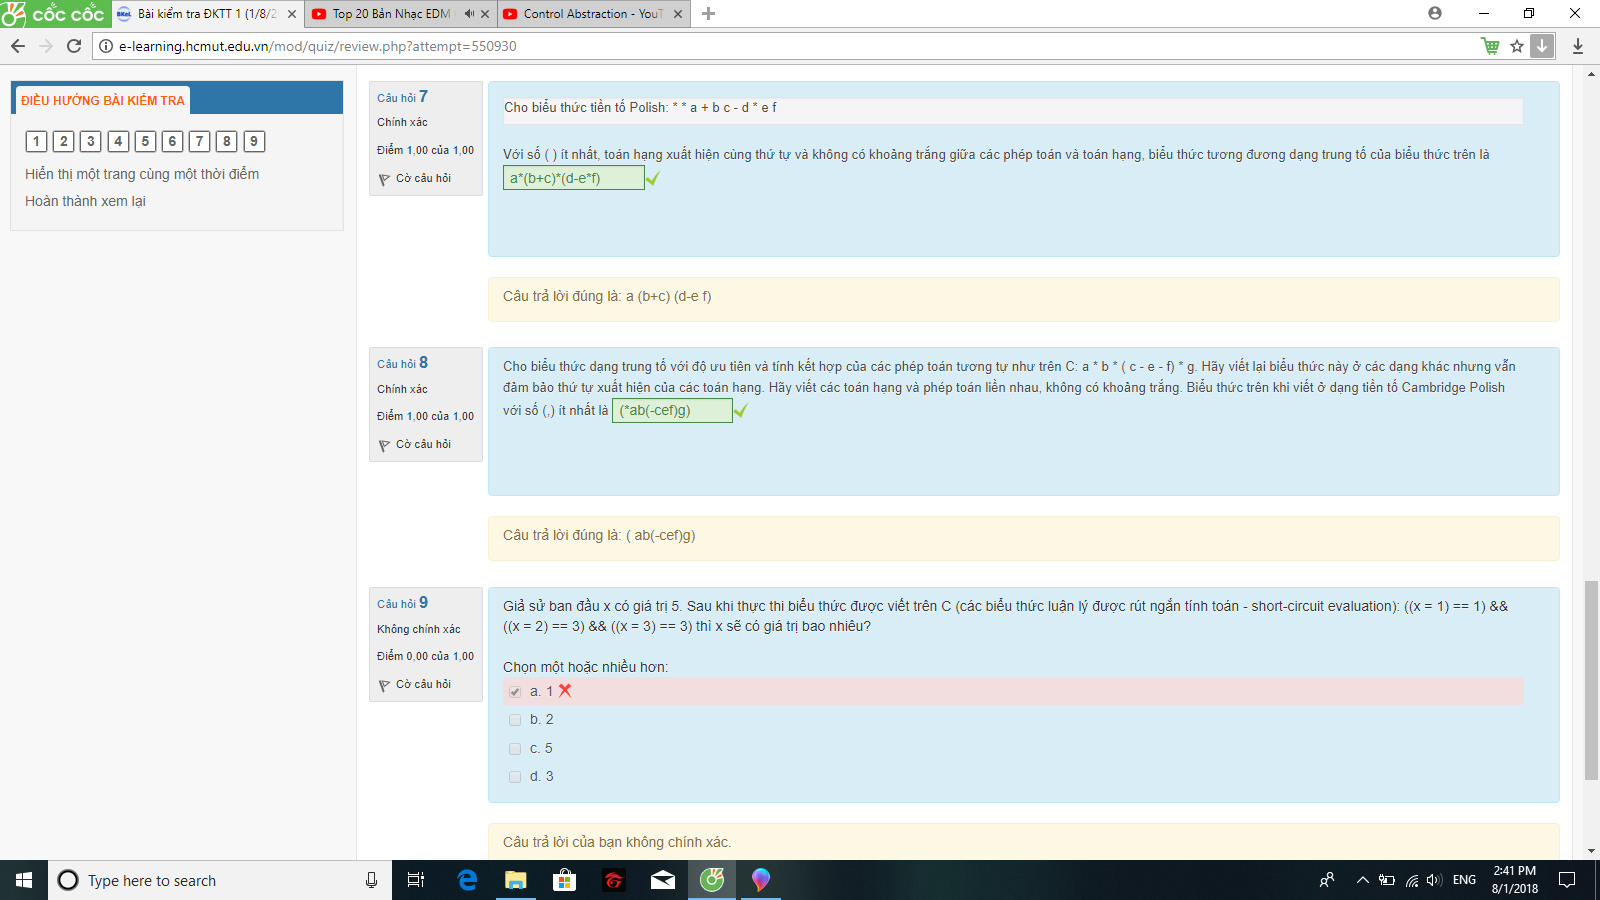 cốc cốc
BKeL Bài kiểm tra ĐKTT 1 (1/8/2
Top 20 Bản Nhạc EDM
Control Abstraction - YouT
e-learning.hcmut.edu.vn/mod/quiz/review.php?attempt=550930
ĐIỀU HƯỚNG BÀI KIỂM TRA
1 2 3 4 5 6 7 8 9
Hiển thị một trang cùng một thời điểm
Hoàn thành xem lại
Câu hỏi 7
Chính xác
Điểm 1,00 của 1,00
Cờ câu hỏi
Cho biểu thức tiền tố Polish: * * a + b c - d * e f
Với số ( ) ít nhất, toán hạng xuất hiện cùng thứ tự và không có khoảng trắng giữa các phép toán và toán hạng, biểu thức tương đương dạng trung tố của biểu thức trên là
a*(b+c)*(d-e*f)
Câu trả lời đúng là: a (b+c) (d-e f)
Câu hỏi 8
Chính xác
Điểm 1,00 của 1,00
Cờ câu hỏi
Cho biểu thức dạng trung tố với độ ưu tiên và tính kết hợp của các phép toán tương tự như trên C: a * b * ( c - e - f) * g. Hãy viết lại biểu thức này ở các dạng khác nhưng vẫn
đảm bảo thứ tự xuất hiện của các toán hạng. Hãy viết các toán hạng và phép toán liền nhau, không có khoảng trắng. Biểu thức trên khi viết ở dạng tiền tố Cambridge Polish
với số (,) ít nhất là (*ab(-cef)g)
Câu trả lời đúng là: ( ab(-cef)g)
Câu hỏi 9
Không chính xác
Điểm 0,00 của 1,00
Cờ câu hỏi
Giả sử ban đầu x có giá trị 5. Sau khi thực thi biểu thức được viết trên C (các biểu thức luận lý được rút ngắn tính toán - short-circuit evaluation): ((x = 1) == 1) &&
((x = 2) == 3) && ((x = 3) == 3) thì x sẽ có giá trị bao nhiêu?
Chọn một hoặc nhiều hơn:
a. 1
b. 2
c. 5
d. 3
Câu trả lời của bạn không chính xác.
Type here to search
ENG
2:41 PM
8/1/2018